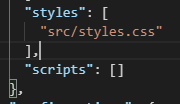 "styles": [
"src/styles.css"
],
"scripts": []
},